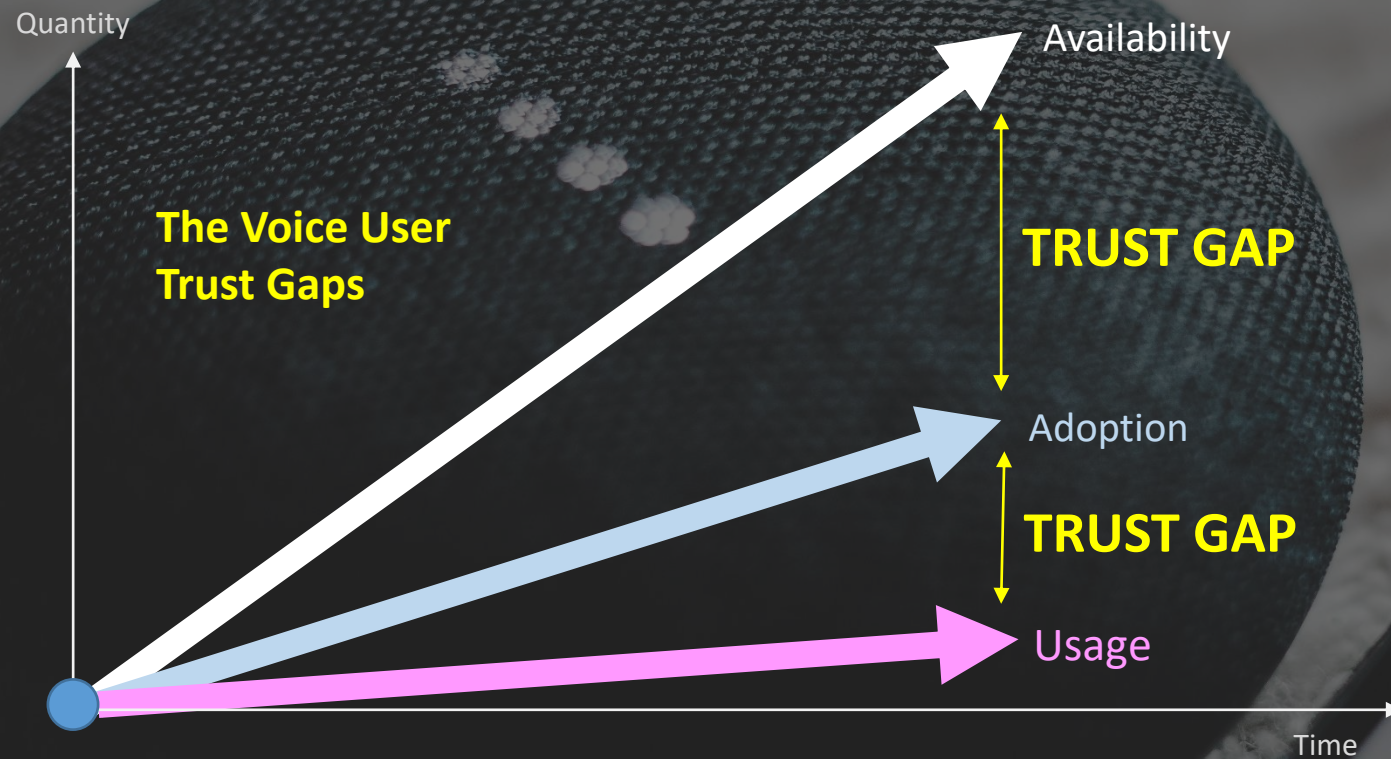 Quantity
Availability
The Voice User
Trust Gaps
TRUST GAP
Adoption
TRUST GAP
Usage
Time